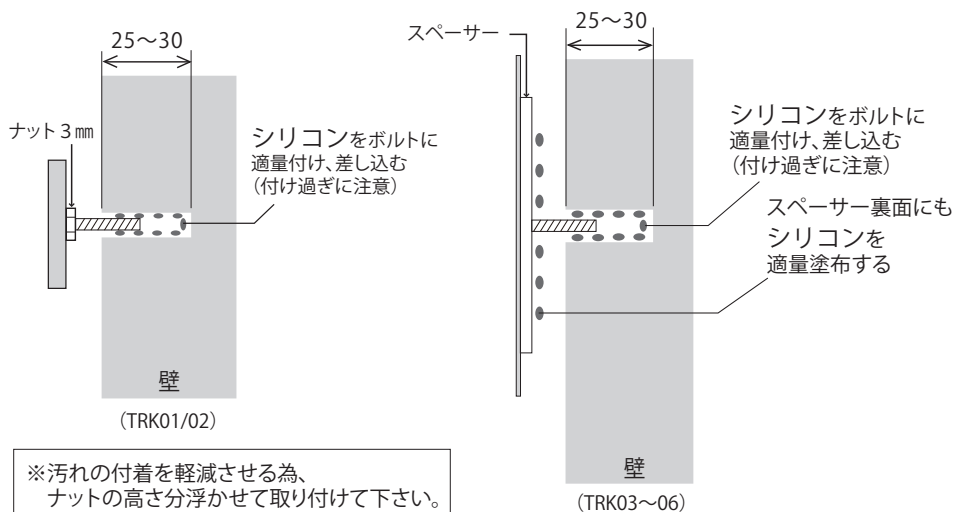 25～30
ナット 3 ㎜
シリコンをボルトに
適量付け、差し込む
（付け過ぎに注意）
壁
（TRK01/02）
※汚れの付着を軽減させる為、
ナットの高さ分浮かせて取り付けて下さい。
スペーサー
25～30
シリコンをボルトに
適量付け、差し込む
（付け過ぎに注意）
スペーサー裏面にも
シリコンを
適量塗布する
壁
（TRK03～06）